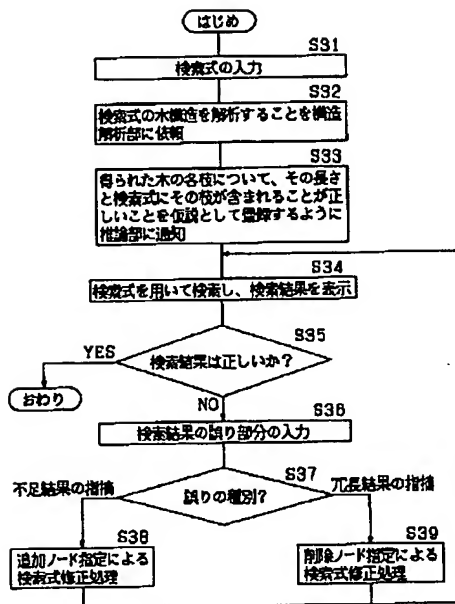 はじめ
S31
検索式の入力
S32
検索式の木構造を解析することを構造
解析部に依頼
S33
得られた木の各枝について、その長さ
と検索式にその枝が含まれることが正
しいことを仮説として登録するように
推論部に通知
S34
検索式を用いて検索し、検索結果を表示
S35
YES
検索結果は正しいか?
おわり
NO
S36
検索結果の誤り部分の入力
S37
不足結果の指摘
誤りの種別?
冗長結果の指摘
S38
追加ノード指定による
検索式修正処理
S39
削除ノード指定による
検索式修正処理